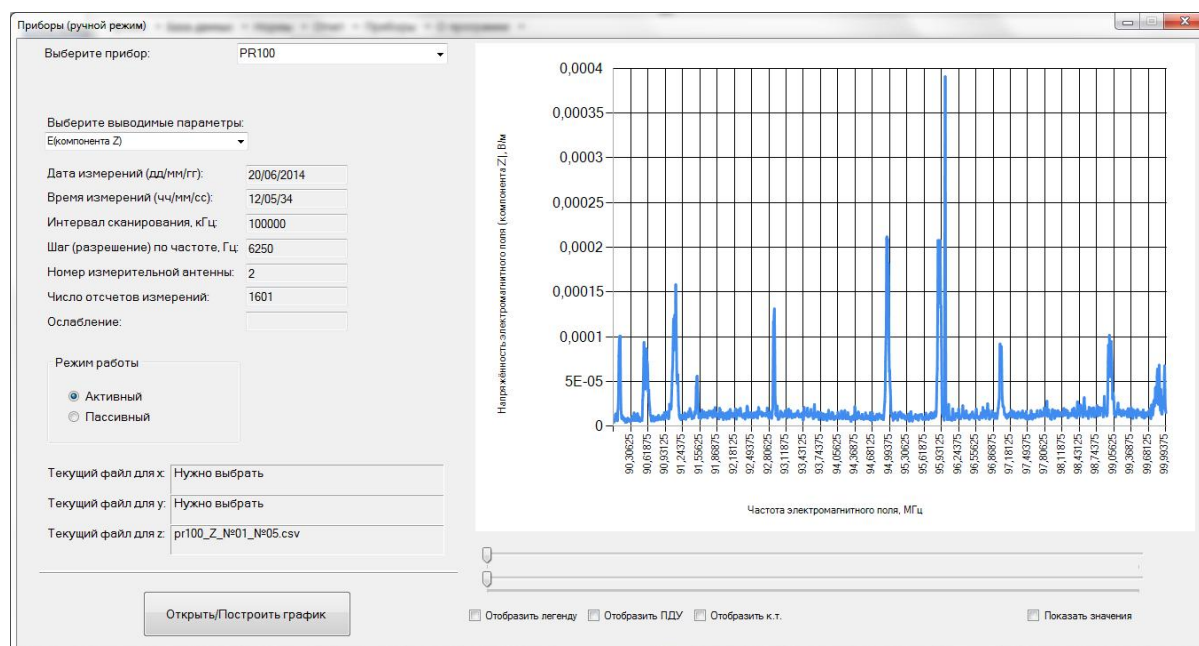 Приборы (ручной режим)
Выберите прибор:
PR100
Выберите выводимые параметры:
E(компонента Z)
Дата измерений (дд/мм/гг): 20/06/2014
Время измерений (чч/мм/сс): 12/05/34
Интервал сканирования, кГц: 100000
Шаг (разрешение) по частоте, Гц: 6250
Номер измерительной антенны: 2
Число отсчетов измерений: 1601
Ослабление:
Режим работы
Активный
Пассивный
Текущий файл для x: Нужно выбрать
Текущий файл для y: Нужно выбрать
Текущий файл для z: pr100_Z_№01_№05.csv
Открыть/Построить график
Напряжённость электромагнитного поля (компонента Z), В/м
0,0004
0,00035
0,0003
0,00025
0,0002
0,00015
0,0001
5E-05
0
90,30625
90,61875
90,93125
91,24375
91,55625
91,86875
92,18125
92,49375
92,80625
93,11875
93,43125
93,74375
94,05625
94,36875
94,68125
94,99375
95,30625
95,61875
95,93125
96,24375
96,55625
96,86875
97,18125
97,49375
97,80625
98,11875
98,43125
98,74375
99,05625
99,36875
99,68125
99,99375
Частота электромагнитного поля, МГц
Отобразить легенду
Отобразить ПДУ
Отобразить к.т.
Показать значения